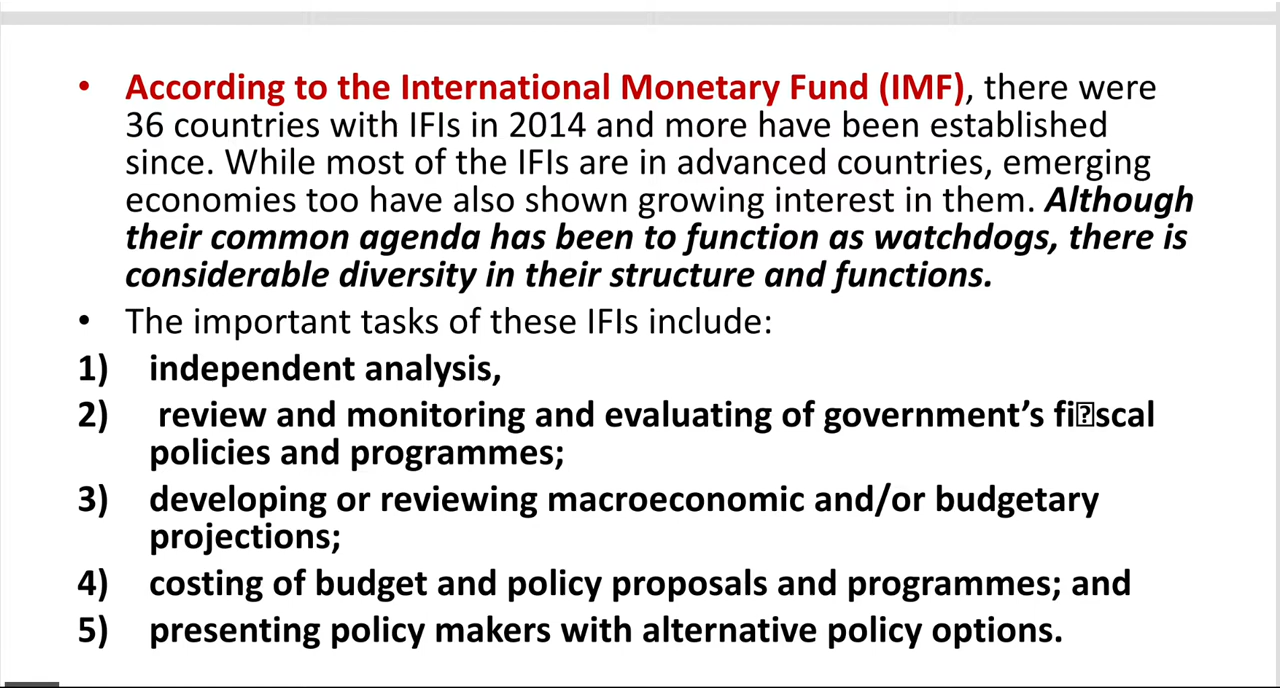 • According to the International Monetary Fund (IMF), there were
36 countries with IFIs in 2014 and more have been established
since. While most of the IFIs are in advanced countries, emerging
economies too have also shown growing interest in them. Although
their common agenda has been to function as watchdogs, there is
considerable diversity in their structure and functions.
• The important tasks of these IFIs include:
1) independent analysis,
2) review and monitoring and evaluating of government’s fi�scal
policies and programmes;
3) developing or reviewing macroeconomic and/or budgetary
projections;
4) costing of budget and policy proposals and programmes; and
5) presenting policy makers with alternative policy options.